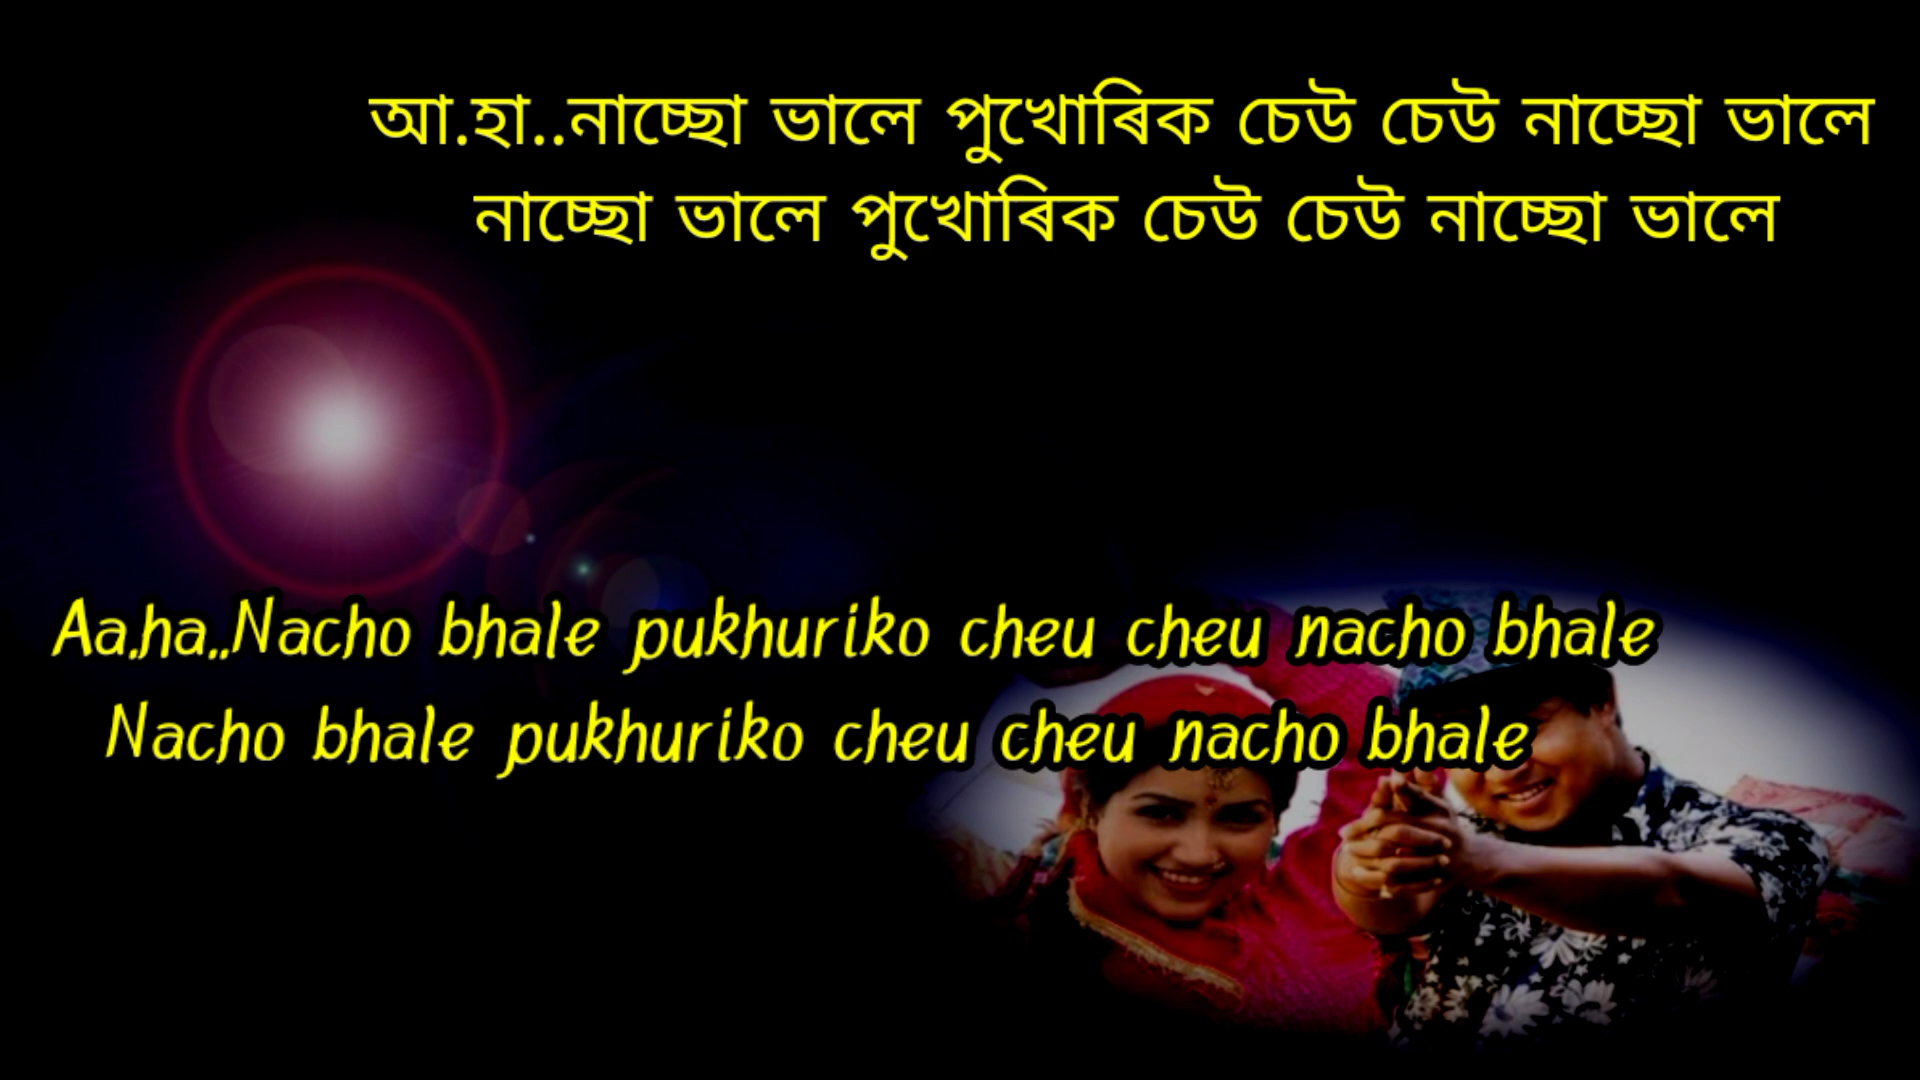 আ.হা..নাচ্ছো ভালে পুখোৰিক চেউ চেউ নাচ্ছো ভালে
নাচ্ছো ভালে পুখোৰিক চেউ চেউ নাচ্ছো ভালে
Aa.ha..Nacho bhale pukhuriko cheu cheu nacho bhale
Nacho bhale pukhuriko cheu cheu nacho bhale